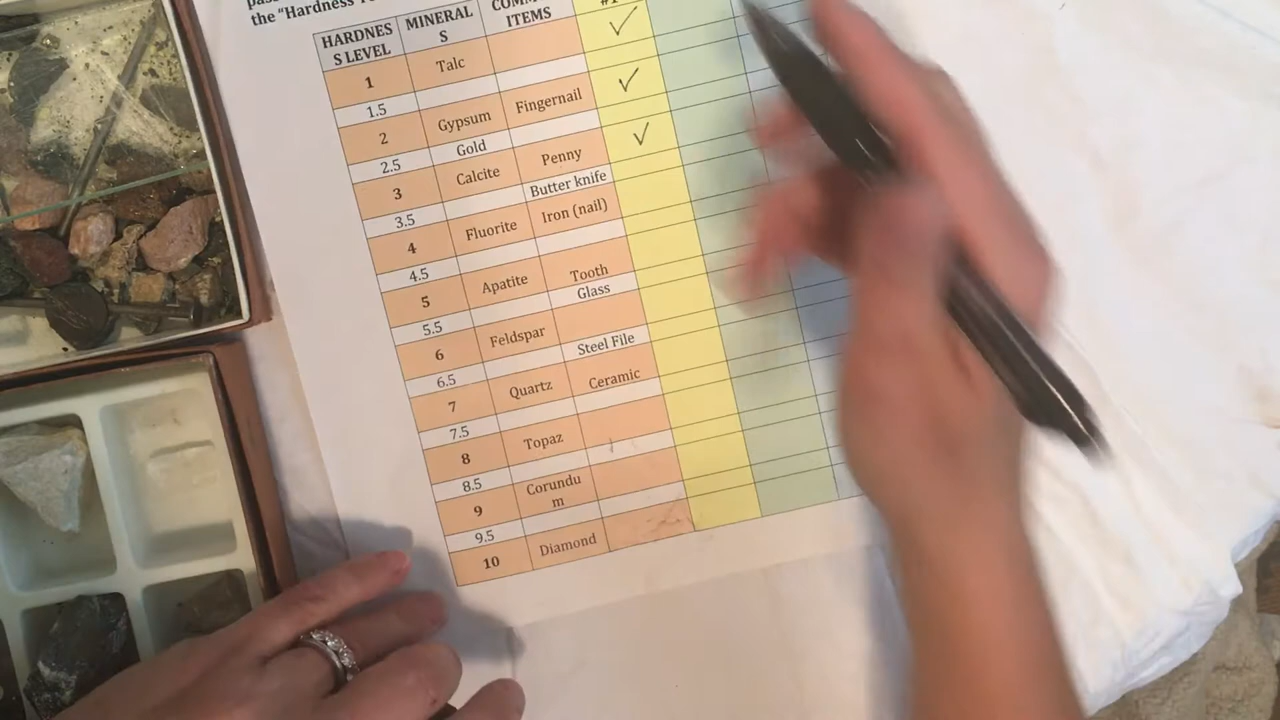 the "Hardness
HARDNES
S LEVEL
MINERAL
S
ITEMS
#1
1
Talc
1.5
2
Gypsum
Fingernail
2.5
Gold
3
Calcite
Penny
3.5
Butter knife
4
Fluorite
Iron (nail)
4.5
5
Apatite
Tooth
5.5
Glass
6
Feldspar
6.5
Steel File
7
Quartz
Ceramic
7.5
8
Topaz
8.5
9
Corundu
m
9.5
10
Diamond